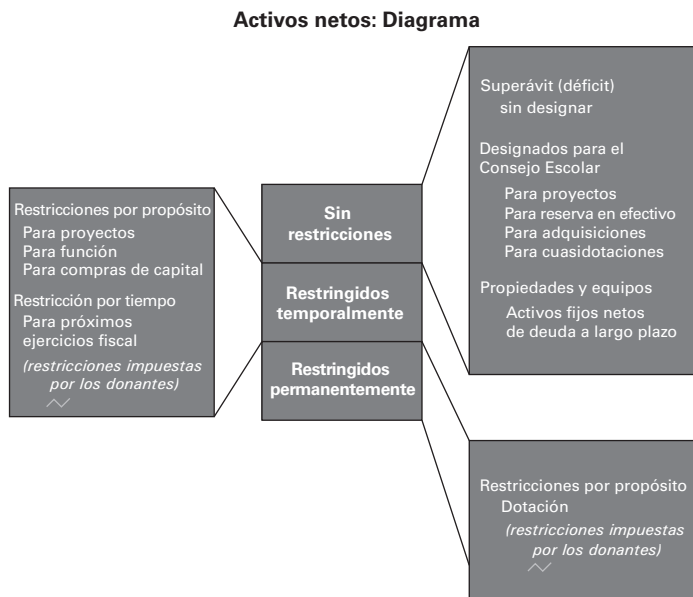 Activos netos: Diagrama
Superávit (déficit)
sin designar
Designados para el
Consejo Escolar
Para proyectos
Para reserva en efectivo
Para adquisiciones
Para cuasidotaciones
Propiedades y equipos
Activos fijos netos
de deuda a largo plazo
Restricciones por propósito
Para proyectos
Para función
Para compras de capital
Restricción por tiempo
Para próximos
ejercicios fiscal
(restricciones impuestas
por los donantes)
Sin
restricciones
Restringidos
temporalmente
Restringidos
permanentemente
Restricciones por propósito
Dotación
(restricciones impuestas
por los donantes)